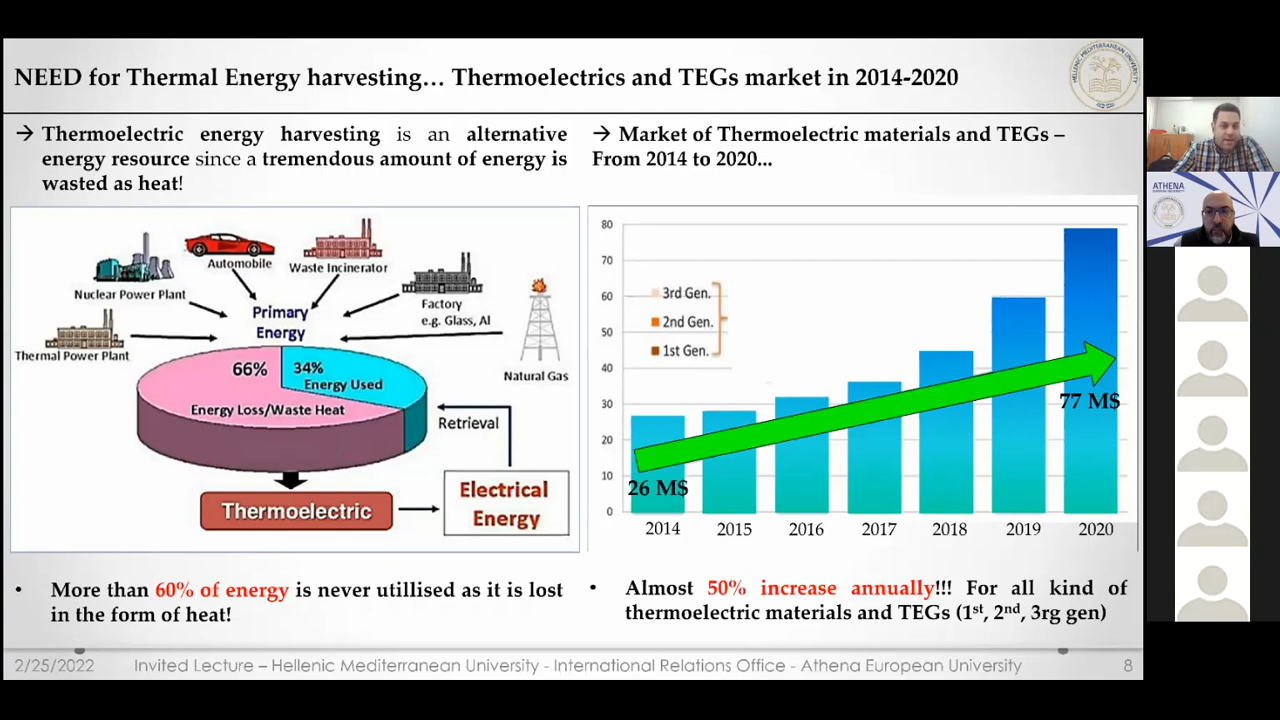 NEED for Thermal Energy harvesting… Thermoelectrics and TEGs market in 2014-2020
HELLENIC MEDITERRANEAN UNIVERSITY
→ Thermoelectric energy harvesting is an alternative
energy resource since a tremendous amount of energy is
wasted as heat!
→ Market of Thermoelectric materials and TEGs –
From 2014 to 2020...
Automobile
Waste Incinerator
Nuclear Power Plant
Factory
e.g. Glass, Al
Primary
Energy
Thermal Power Plant
Natural Gas
66%
34%
Energy Used
Energy Loss/Waste Heat
Retrieval
Thermoelectric
Electrical
Energy
80
70
60
50
40
30
20
10
0
3rd Gen.
2nd Gen.
1st Gen.
26 M$
77 M$
2014
2015
2016
2017
2018
2019
2020
• More than 60% of energy is never utilised as it is lost
in the form of heat!
• Almost 50% increase annually!!! For all kind of
thermoelectric materials and TEGs (1st, 2nd, 3rg gen)
2/25/2022
Invited Lecture – Hellenic Mediterranean University - International Relations Office - Athena European University
8
ATHENA